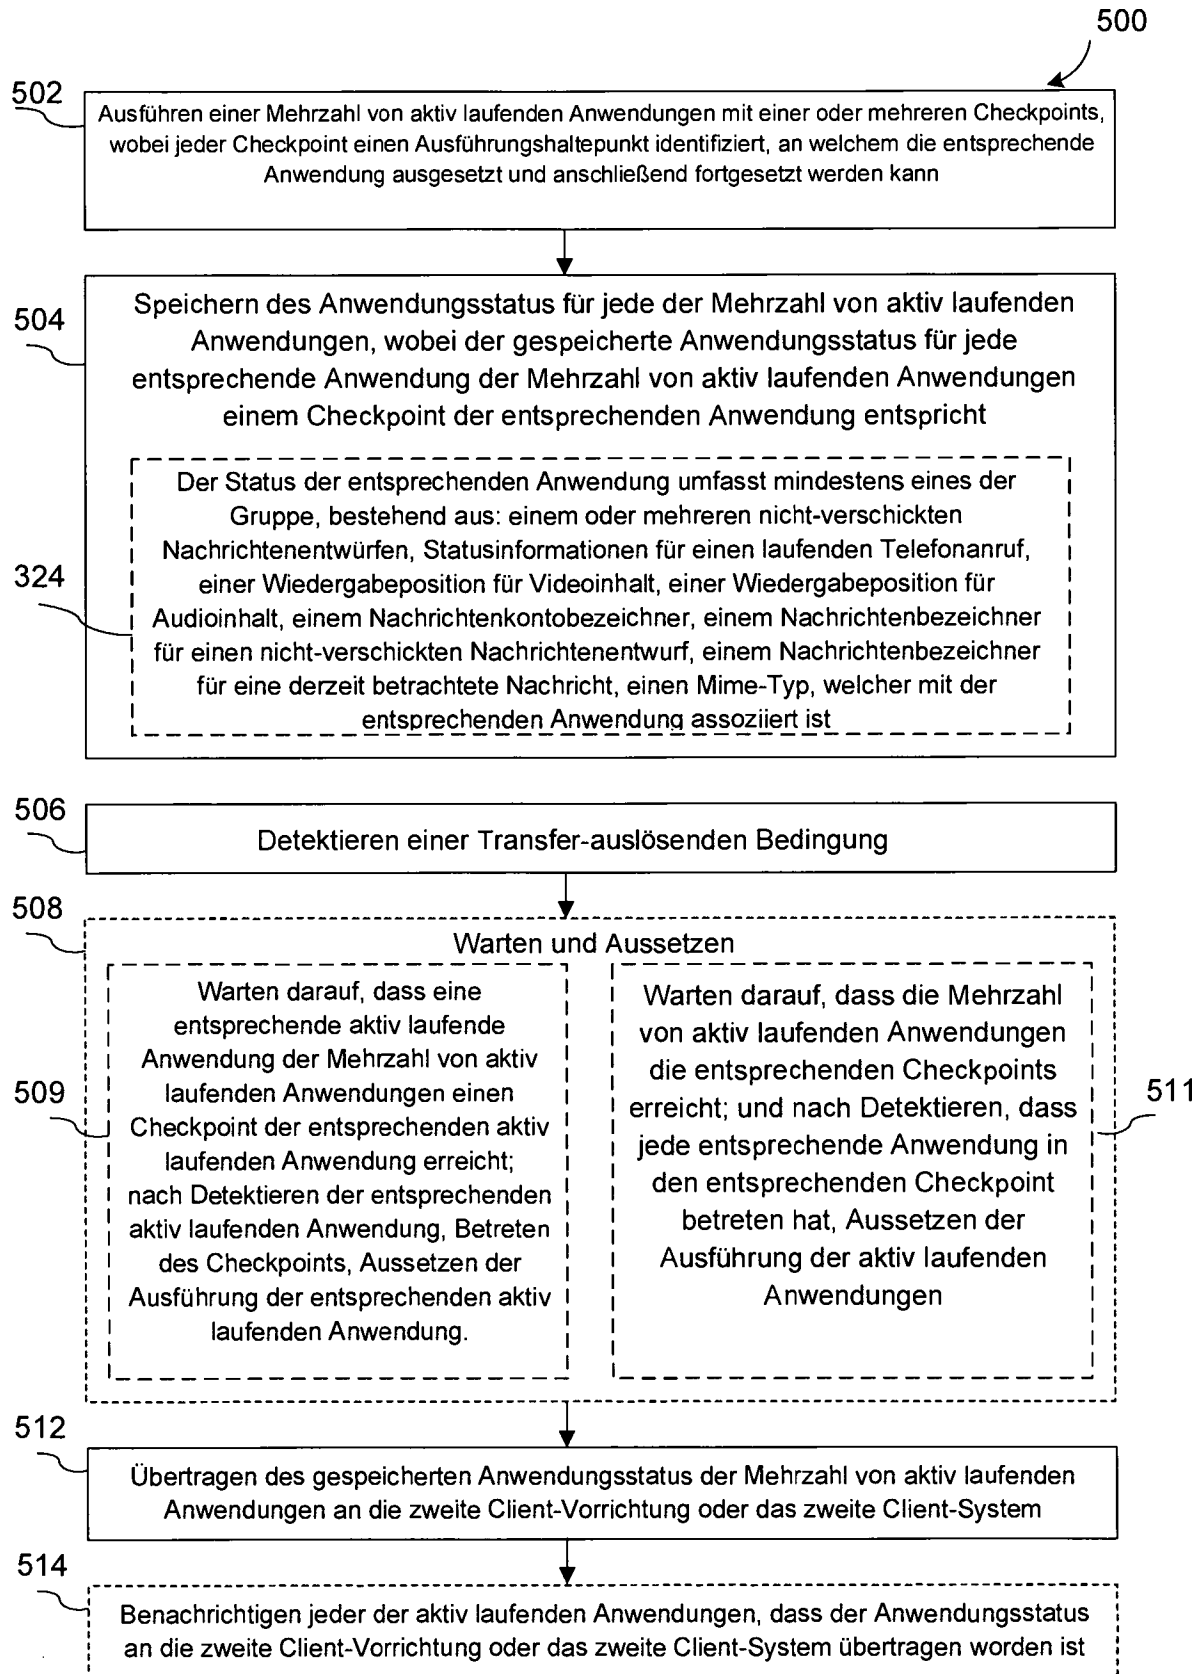 500
502
Ausführen einer Mehrzahl von aktiv laufenden Anwendungen mit einer oder mehreren Checkpoints,
wobei jeder Checkpoint einen Ausführungshaltepunkt identifiziert, an welchem die entsprechende
Anwendung ausgesetzt und anschließend fortgesetzt werden kann
504
Speichern des Anwendungsstatus für jede der Mehrzahl von aktiv laufenden
Anwendungen, wobei der gespeicherte Anwendungsstatus für jede
entsprechende Anwendung der Mehrzahl von aktiv laufenden Anwendungen
einem Checkpoint der entsprechenden Anwendung entspricht
324
Der Status der entsprechenden Anwendung umfasst mindestens eines der
Gruppe, bestehend aus: einem oder mehreren nicht-verschickten
Nachrichtenentwürfen, Statusinformationen für einen laufenden Telefonanruf,
einer Wiedergabeposition für Videoinhalt, einer Wiedergabeposition für
Audioinhalt, einem Nachrichtenkontobezeichner, einem Nachrichtenbezeichner
für einen nicht-verschickten Nachrichtenentwurf, einem Nachrichtenbezeichner
für eine derzeit betrachtete Nachricht, einen Mime-Typ, welcher mit der
entsprechenden Anwendung assoziiert ist
506
Detektieren einer Transfer-auslösenden Bedingung
508
Warten und Aussetzen
509
Warten darauf, dass eine
entsprechende aktiv laufende
Anwendung der Mehrzahl von aktiv
laufenden Anwendungen einen
Checkpoint der entsprechenden aktiv
laufenden Anwendung erreicht;
nach Detektieren der entsprechenden
aktiv laufenden Anwendung, Betreten
des Checkpoints, Aussetzen der
Ausführung der entsprechenden aktiv
laufenden Anwendung.
511
Warten darauf, dass die Mehrzahl
von aktiv laufenden Anwendungen
die entsprechenden Checkpoints
erreicht; und nach Detektieren, dass
jede entsprechende Anwendung in
den entsprechenden Checkpoint
betreten hat, Aussetzen der
Ausführung der aktiv laufenden
Anwendungen
512
Übertragen des gespeicherten Anwendungsstatus der Mehrzahl von aktiv laufenden
Anwendungen an die zweite Client-Vorrichtung oder das zweite Client-System
514
Benachrichtigen jeder der aktiv laufenden Anwendungen, dass der Anwendungsstatus
an die zweite Client-Vorrichtung oder das zweite Client-System übertragen worden ist